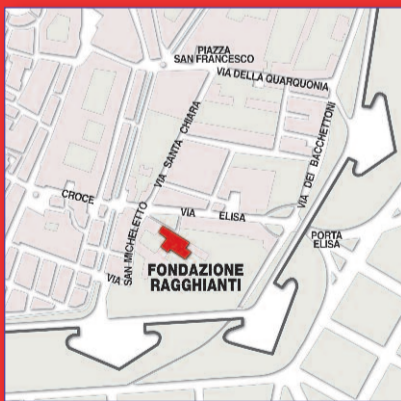 PIAZZA
SAN FRANCESCO
VIA DELLA QUARQUONIA
VIA SANTA CHIARA
VIA DEI BACCHETTONI
CROCE
VIA ELISA
PORTA
ELISA
VIA SAN MICHELETTO
FONDAZIONE
RAGGHIANTI